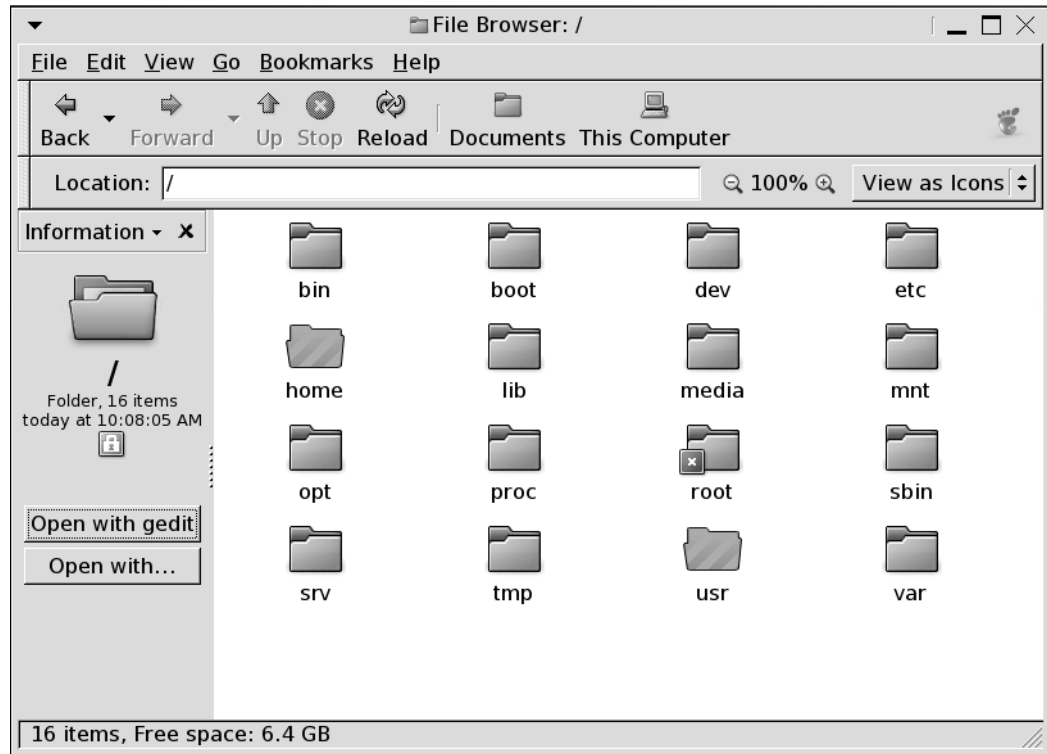 File Browser: /
File Edit View Go Bookmarks Help
Back Forward Up Stop Reload Documents This Computer
Location: / 100% View as Icons
Information
bin boot dev etc
/
Folder, 16 items
today at 10:08:05 AM
home lib media mnt
opt proc root sbin
Open with gedit
Open with...
srv tmp usr var
16 items, Free space: 6.4 GB